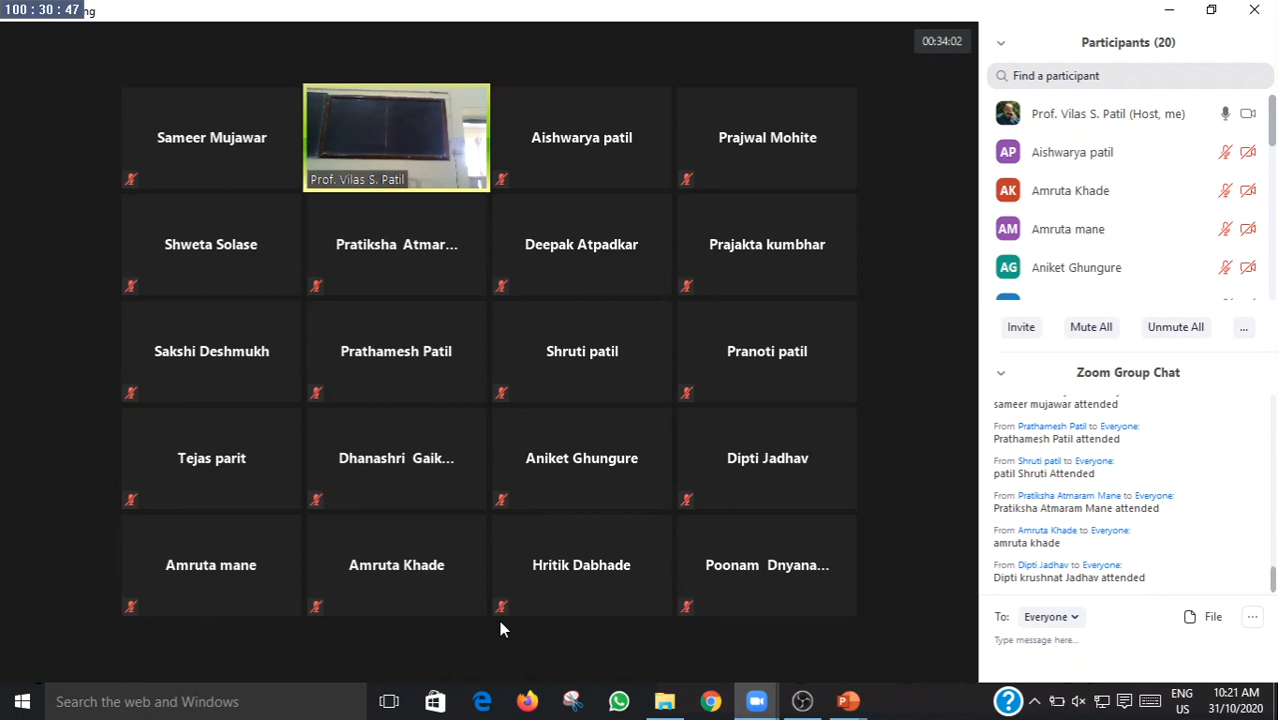 100:30:47
ng
00:34:02
Sameer Mujawar
Prof. Vilas S. Patil
Aishwarya patil
Prajwal Mohite
Shweta Solase
Pratiksha Atmar...
Deepak Atpadkar
Prajakta kumbhar
Sakshi Deshmukh
Prathamesh Patil
Shruti patil
Pranoti patil
Tejas parit
Dhanashri Gaik...
Aniket Ghungure
Dipti Jadhav
Amruta mane
Amruta Khade
Hritik Dabhade
Poonam Dnyana...
Participants (20)
Find a participant
Prof. Vilas S. Patil (Host, me)
AP Aishwarya patil
AK Amruta Khade
AM Amruta mane
AG Aniket Ghungure
Invite Mute All Unmute All ...
Zoom Group Chat
sameer mujawar attended
From Prathamesh Patil to Everyone:
Prathamesh Patil attended
From Shruti patil to Everyone:
patil Shruti Attended
From Pratiksha Atmaram Mane to Everyone:
Pratiksha Atmaram Mane attended
From Amruta Khade to Everyone:
amruta khade
From Dipti Jadhav to Everyone:
Dipti krushnat Jadhav attended
To: Everyone File ...
Type message here...
Search the web and Windows
ENG
US
10:21 AM
31/10/2020